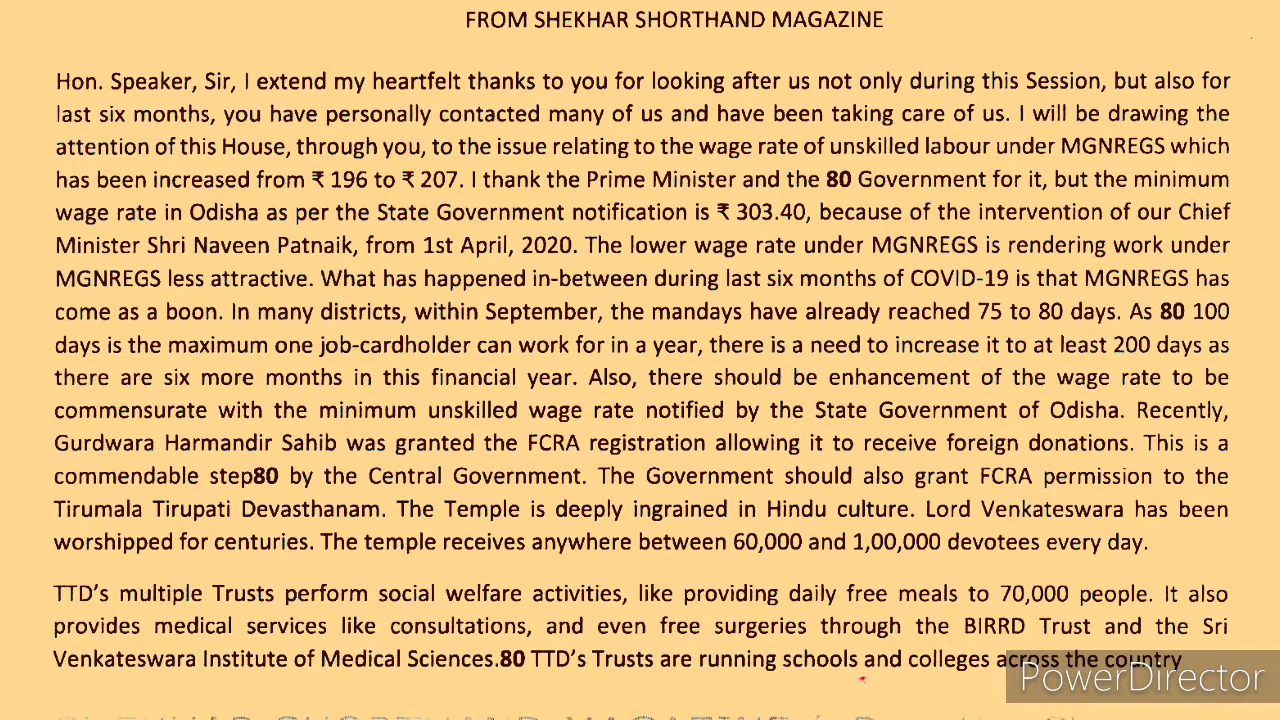 FROM SHEKHAR SHORTHAND MAGAZINE
Hon. Speaker, Sir, I extend my heartfelt thanks to you for looking after us not only during this Session, but also for
last six months, you have personally contacted many of us and have been taking care of us. I will be drawing the
attention of this House, through you, to the issue relating to the wage rate of unskilled labour under MGNREGS which
has been increased from ₹ 196 to ₹ 207. I thank the Prime Minister and the 80 Government for it, but the minimum
wage rate in Odisha as per the State Government notification is ₹ 303.40, because of the intervention of our Chief
Minister Shri Naveen Patnaik, from 1st April, 2020. The lower wage rate under MGNREGS is rendering work under
MGNREGS less attractive. What has happened in-between during last six months of COVID-19 is that MGNREGS has
come as a boon. In many districts, within September, the mandays have already reached 75 to 80 days. As 80 100
days is the maximum one job-cardholder can work for in a year, there is a need to increase it to at least 200 days as
there are six more months in this financial year. Also, there should be enhancement of the wage rate to be
commensurate with the minimum unskilled wage rate notified by the State Government of Odisha. Recently,
Gurdwara Harmandir Sahib was granted the FCRA registration allowing it to receive foreign donations. This is a
commendable step80 by the Central Government. The Government should also grant FCRA permission to the
Tirumala Tirupati Devasthanam. The Temple is deeply ingrained in Hindu culture. Lord Venkateswara has been
worshipped for centuries. The temple receives anywhere between 60,000 and 1,00,000 devotees every day.
TTD's multiple Trusts perform social welfare activities, like providing daily free meals to 70,000 people. It also
provides medical services like consultations, and even free surgeries through the BIRRD Trust and the Sri
Venkateswara Institute of Medical Sciences.80 TTD's Trusts are running schools and colleges across the country
PowerDirector